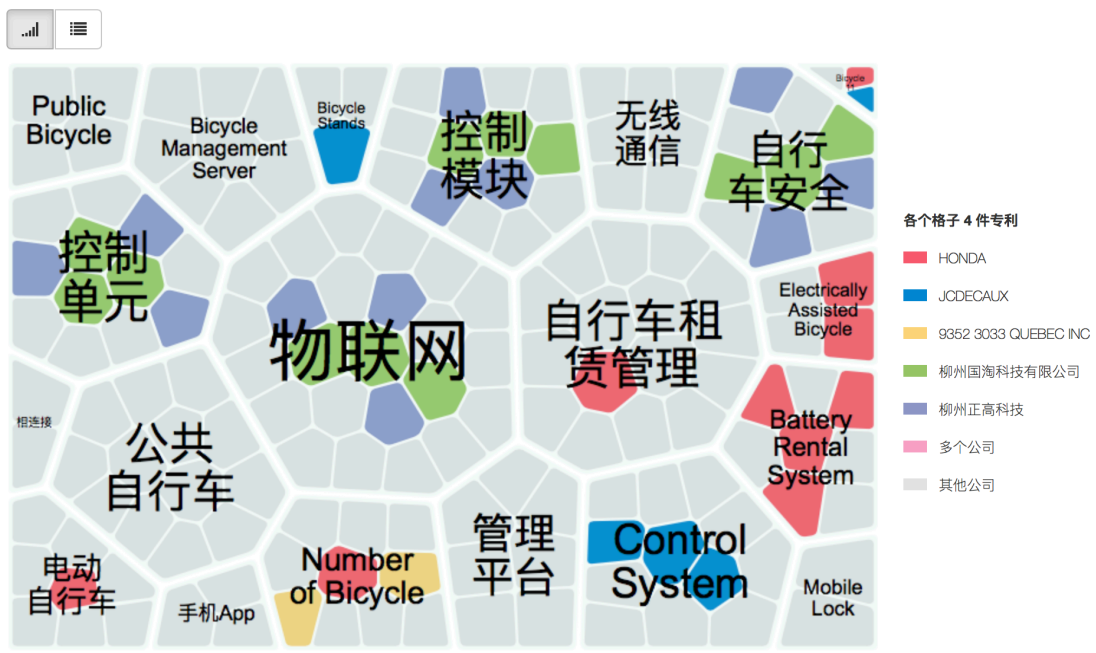 Public
Bicycle
Bicycle
Management
Server
Bicycle
Stands
控制
模块
无线
通信
自行
车安全
Bicycle
控制
单元
物联网
自行车租
赁管理
Electrically
Assisted
Bicycle
相连接
公共
自行车
Battery
Rental
System
电动
自行车
手机App
Number
of Bicycle
管理
平台
Control
System
Mobile
Lock
各个格子 4 件专利
HONDA
JCDECAUX
9352 3033 QUEBEC INC
柳州国淘科技有限公司
柳州正高科技
多个公司
其他公司